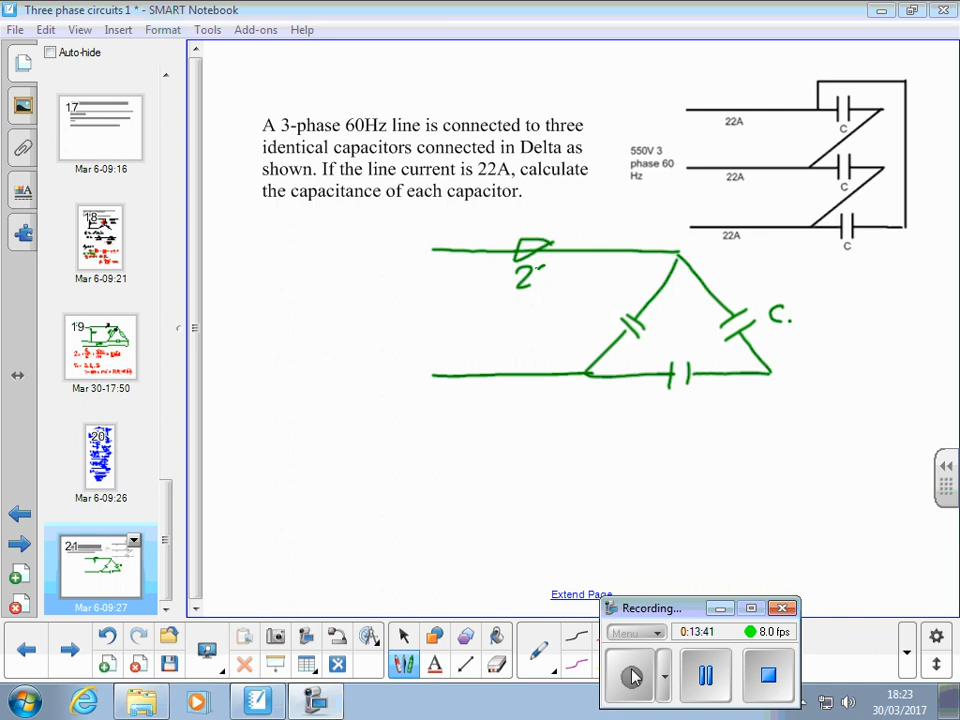 Three phase circuits 1 * - SMART Notebook
File Edit View Insert Format Tools Add-ons Help
Auto-hide
17
Mar 6-09:16
18
Mar 6-09:21
19
Mar 30-17:50
20
Mar 6-09:26
21
Mar 6-09:27
A 3-phase 60Hz line is connected to three
identical capacitors connected in Delta as
shown. If the line current is 22A, calculate
the capacitance of each capacitor.
550V 3
phase 60
Hz
22A
C
22A
C
22A
C
2
C.
Extend Page
Recording...
Menu
0:13:41
8.0 fps
A
18:23
30/03/2017